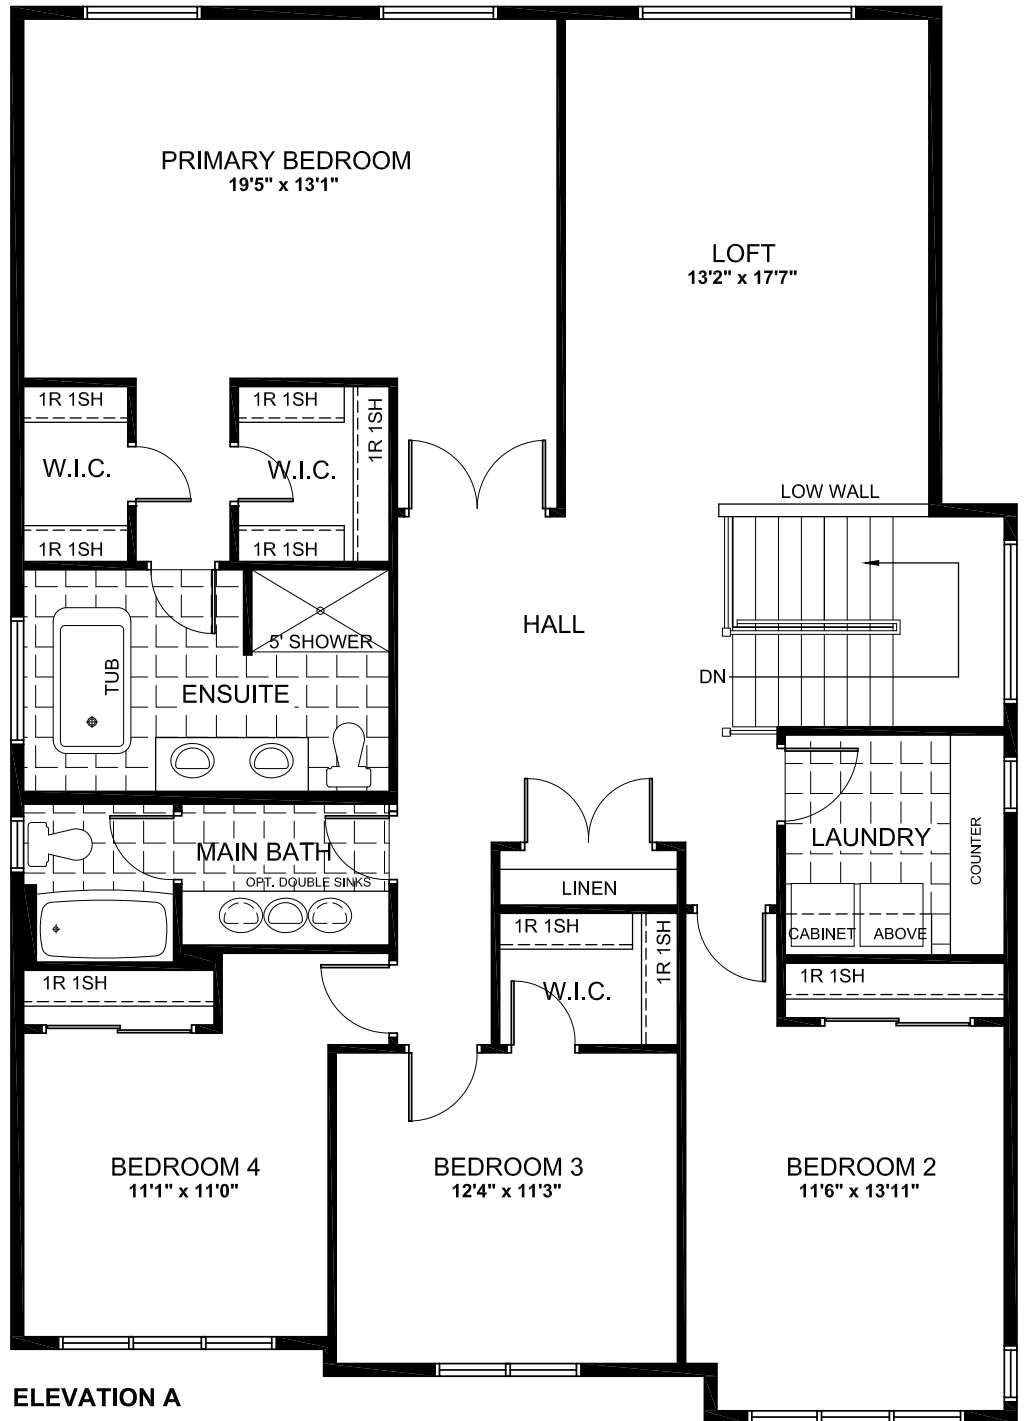 PRIMARY BEDROOM
19'5" x 13'1"
LOFT
13'2" x 17'7"
1R 1SH
1R 1SH
1R 1SH
W.I.C.
W.I.C.
1R 1SH
1R 1SH
LOW WALL
HALL
5' SHOWER
TUB
ENSUITE
DN
MAIN BATH
OPT. DOUBLE SINKS
LINEN
LAUNDRY
COUNTER
CABINET ABOVE
1R 1SH
1R 1SH
W.I.C.
1R 1SH
1R 1SH
BEDROOM 4
11'1" x 11'0"
BEDROOM 3
12'4" x 11'3"
BEDROOM 2
11'6" x 13'11"
ELEVATION A